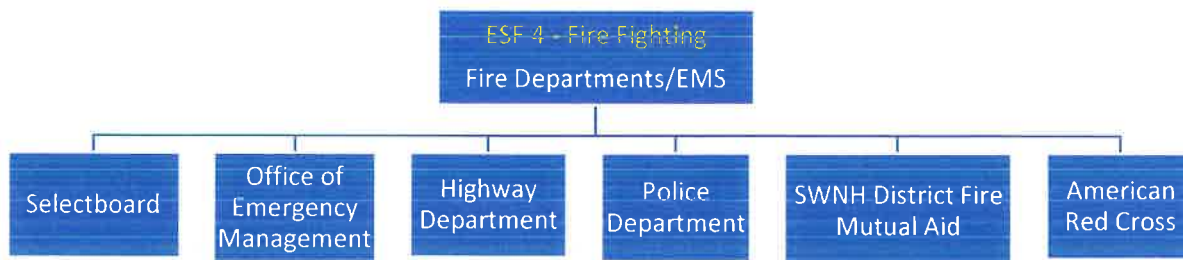 ESF 4 - Fire Fighting
Fire Departments/EMS
Selectboard
Office of
Emergency
Management
Highway
Department
Police
Department
SWNH District Fire
Mutual Aid
American
Red Cross